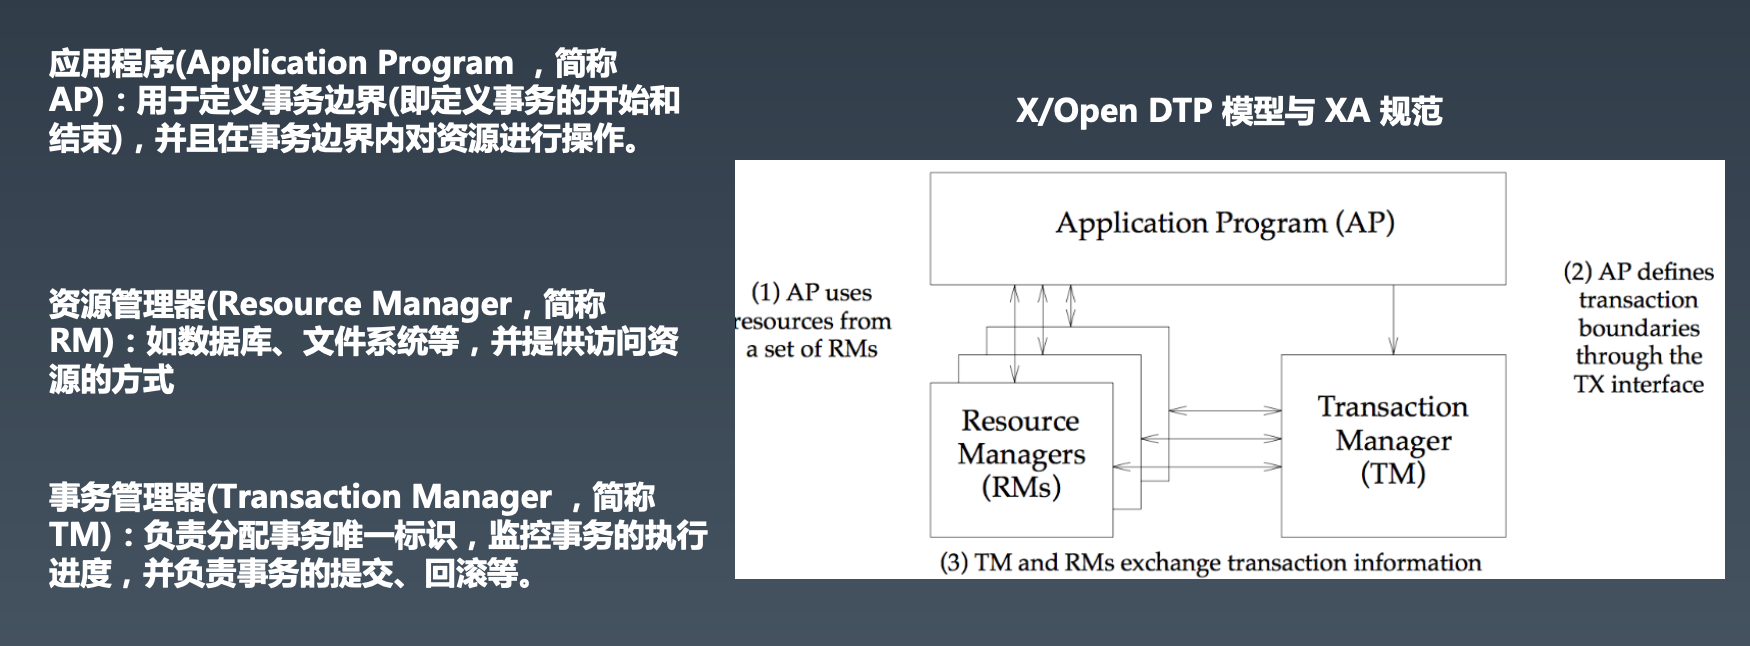 应用程序(Application Program ，简称
AP)：用于定义事务边界(即定义事务的开始和
结束)，并且在事务边界内对资源进行操作。
资源管理器(Resource Manager，简称
RM)：如数据库、文件系统等，并提供访问资
源的方式
事务管理器(Transaction Manager ，简称
TM)：负责分配事务唯一标识，监控事务的执行
进度，并负责事务的提交、回滚等。
X/Open DTP 模型与 XA 规范
Application Program (AP)
(1) AP uses
resources from
a set of RMs
(2) AP defines
transaction
boundaries
through the
TX interface
Resource
Managers
(RMs)
Transaction
Manager
(TM)
(3) TM and RMs exchange transaction information